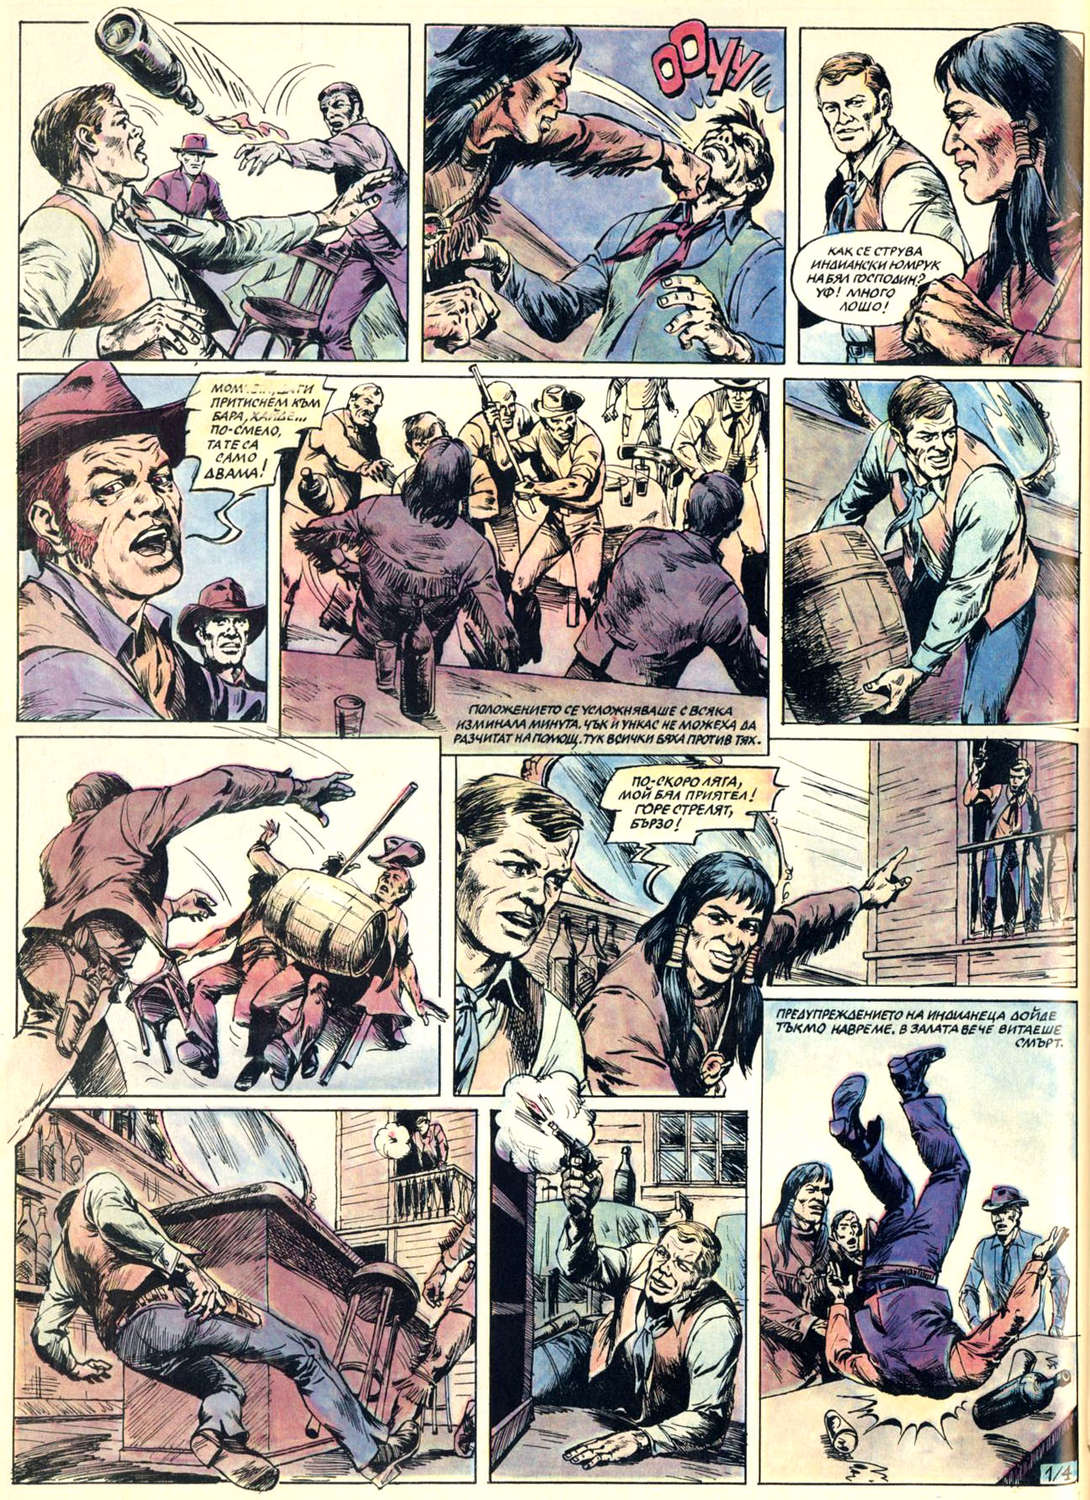 ООЧУ
КАК СЕ СТРУВА
ИНДИАНСКИ ЮМРУК
НА БЯЛ ГОСПОДИН?
УФ! МНОГО
ЛОШО!
ПРИТИСНЕМ КЪМ
БАРА, ХАЙДЕ...
ПО-СМЕЛО,
ТА ТЕ СА
САМО
ДВАМА!
ПОЛОЖЕНИЕТО СЕ УСЛОЖНЯВАШЕ С ВСЯКА
ИЗМИНАЛА МИНУТА. ЧЪК И УНКАС НЕ МОЖЕХА ДА
РАЗЧИТАТ НА ПОМОЩ. ТУК ВСИЧКИ БЯХА ПРОТИВ ТЯХ.
ПО-СКОРО ЛЯГА,
МОЙ БЯЛ ПРИЯТЕЛ!
ГОРЕ СТРЕЛЯТ,
БЪРЗО!
ПРЕДУПРЕЖДЕНИЕТО НА ИНДИАНЕЦА ДОЙДЕ
ТЪКМО НАВРЕМЕ. В ЗАЛАТА ВЕЧЕ ВИТАЕШЕ
СМЪРТ.
1/4